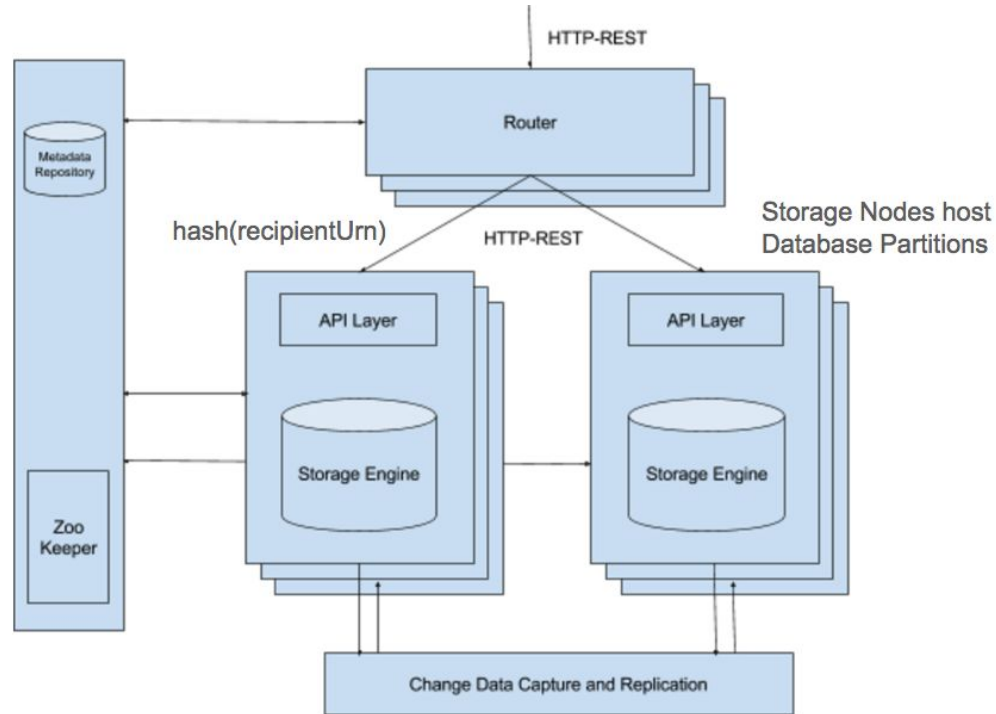 HTTP-REST
Router
Metadata
Repository
hash(recipientUrn)
HTTP-REST
Storage Nodes host
Database Partitions
API Layer
API Layer
Storage Engine
Storage Engine
Zoo
Keeper
Change Data Capture and Replication